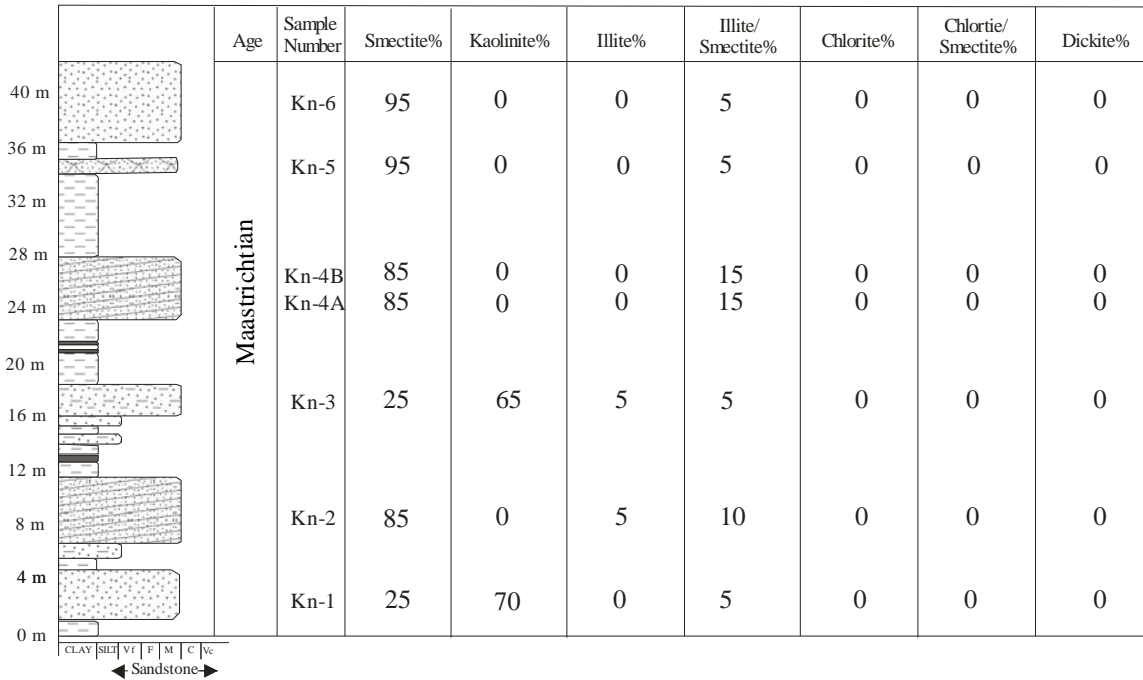 Age Sample Number Smectite% Kaolinite% Illite% Illite/ Smectite% Chlorite% Chlortie/ Smectite% Dickite%
40 m Kn-6 95 0 0 5 0 0 0
36 m
Kn-5 95 0 0 5 0 0 0
32 m
28 m
Kn-4B 85 0 0 15 0 0 0
24 m Kn-4A 85 0 0 15 0 0 0
Maastrichtian
20 m
Kn-3 25 65 5 5 0 0 0
16 m
12 m
8 m Kn-2 85 0 5 10 0 0 0
4 m
Kn-1 25 70 0 5 0 0 0
0 m
CLAY SILT Vf F M C Vc
Sandstone